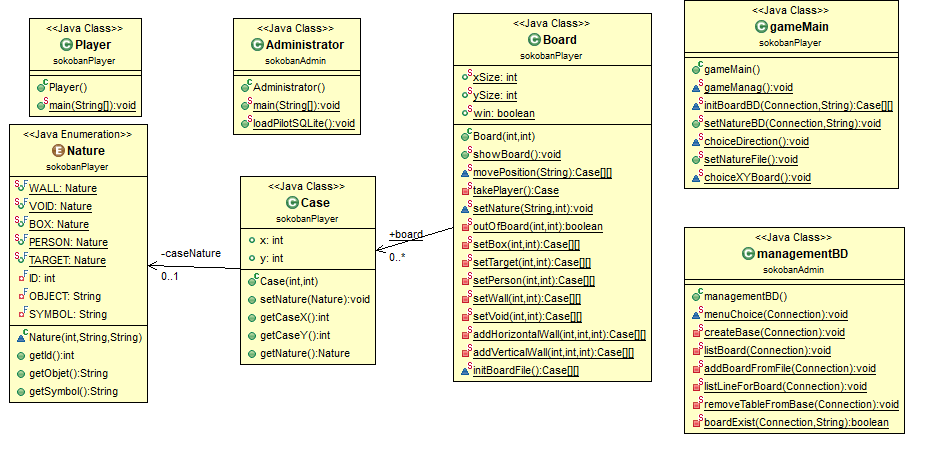 <<Java Class>>
Player
sokobanPlayer
Player()
main(String[]):void
<<Java Class>>
Administrator
sokobanAdmin
Administrator()
main(String[]):void
loadPilotSQLite():void
<<Java Class>>
Board
sokobanPlayer
xSize: int
ySize: int
win: boolean
Board(int,int)
showBoard():void
movePosition(String):Case[][]
takePlayer():Case
setNature(String,int):void
outOfBoard(int,int):boolean
setBox(int,int):Case[][]
setTarget(int,int):Case[][]
setPerson(int,int):Case[][]
setWall(int,int):Case[][]
setVoid(int,int):Case[][]
addHorizontalWall(int,int,int):Case[][]
addVerticalWall(int,int,int):Case[][]
initBoardFile():Case[][]
<<Java Class>>
gameMain
sokobanPlayer
gameMain()
gameManag():void
initBoardBD(Connection,String):Case[][]
setNatureBD(Connection,String):void
choiceDirection():void
setNatureFile():void
choiceXYBoard():void
<<Java Enumeration>>
Nature
sokobanPlayer
WALL: Nature
VOID: Nature
BOX: Nature
PERSON: Nature
TARGET: Nature
ID: int
OBJECT: String
SYMBOL: String
Nature(int,String,String)
getId():int
getObjet():String
getSymbol():String
-caseNature
0..1
<<Java Class>>
Case
sokobanPlayer
x: int
y: int
Case(int,int)
setNature(Nature):void
getCaseX():int
getCaseY():int
getNature():Nature
+board
0..*
<<Java Class>>
managementBD
sokobanAdmin
managementBD()
menuChoice(Connection):void
createBase(Connection):void
listBoard(Connection):void
addBoardFromFile(Connection):void
listLineForBoard(Connection):void
removeTableFromBase(Connection):void
boardExist(Connection,String):boolean